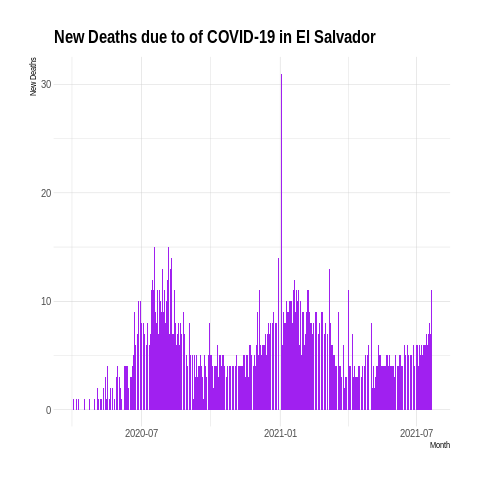 New Deaths due to of COVID-19 in El Salvador
New Deaths
30
20
10
0
2020-07
2021-01
2021-07
Month